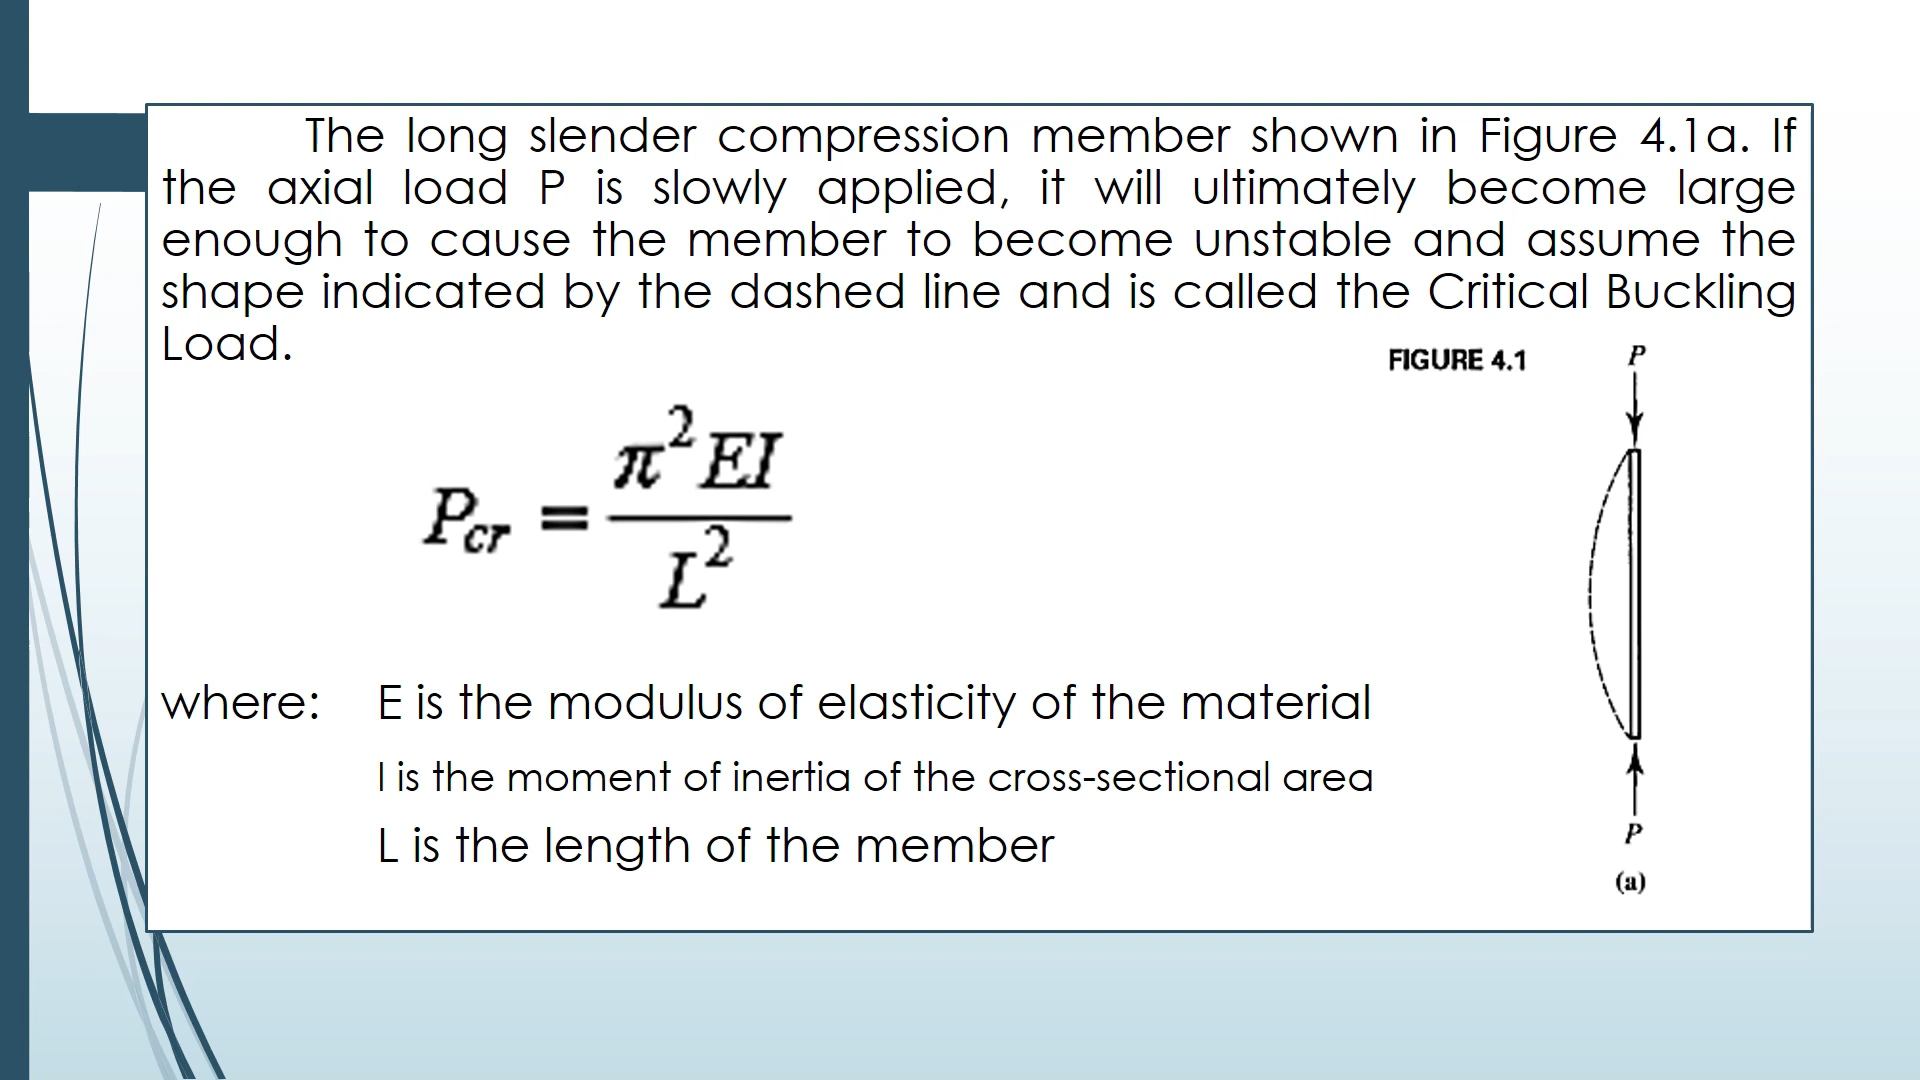 The long slender compression member shown in Figure 4.1a. If
the axial load P is slowly applied, it will ultimately become large
enough to cause the member to become unstable and assume the
shape indicated by the dashed line and is called the Critical Buckling
Load.
FIGURE 4.1
P
P_cr = π²EI / L²
where: E is the modulus of elasticity of the material
I is the moment of inertia of the cross-sectional area
L is the length of the member
P
(a)